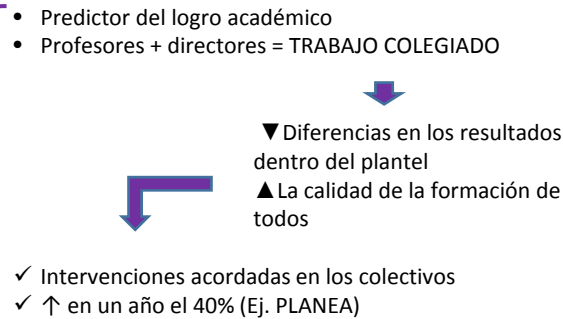 • Predictor del logro académico
• Profesores + directores = TRABAJO COLEGIADO
▼Diferencias en los resultados
dentro del plantel
▲La calidad de la formación de
todos
✓ Intervenciones acordadas en los colectivos
✓ ↑ en un año el 40% (Ej. PLANEA)